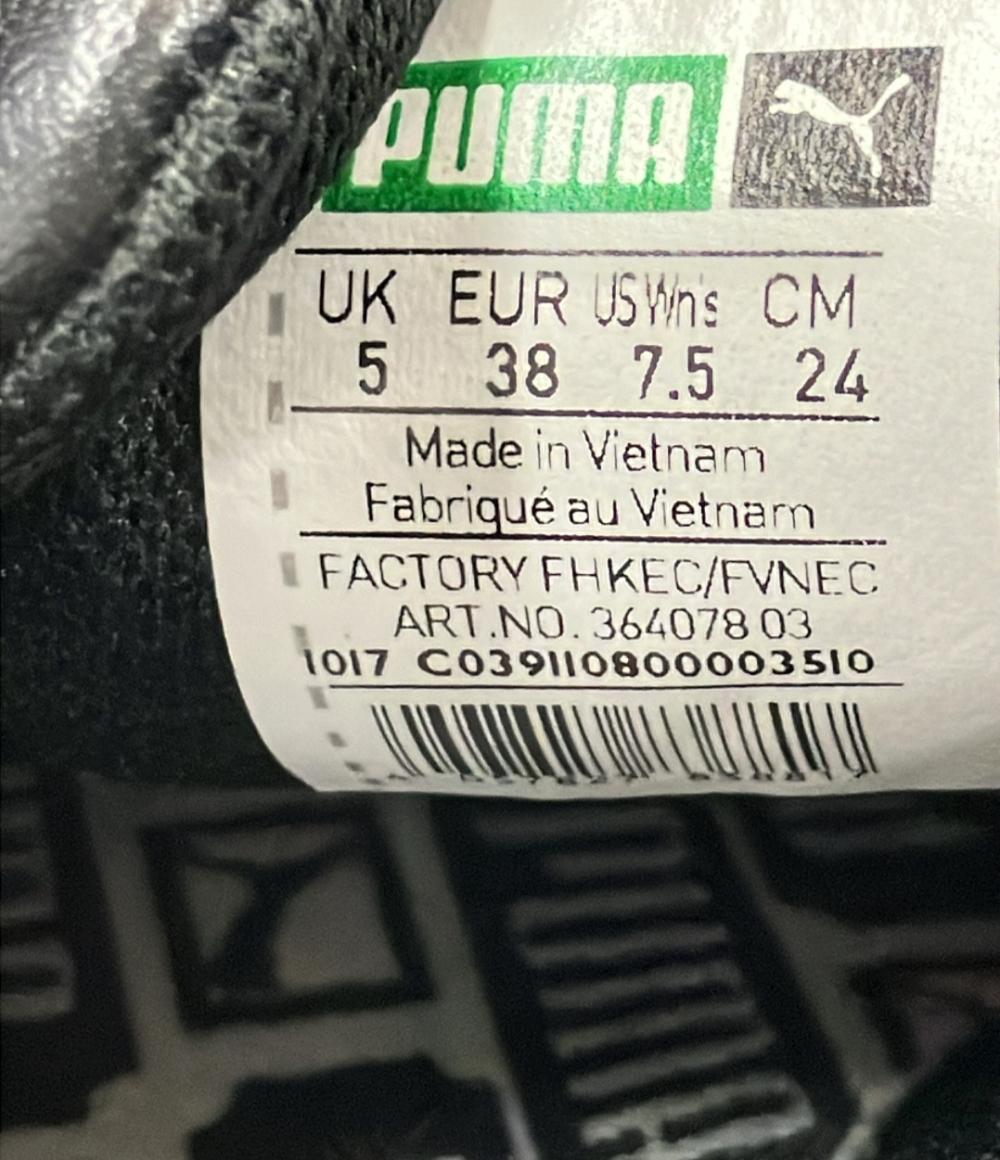 PUMA
UK EUR US Wn's CM
5 38 7.5 24
Made in Vietnam
Fabriqué au Vietnam
FACTORY FHKEC/FVNEC
ART.NO. 364078 03
1017 C039110800003510